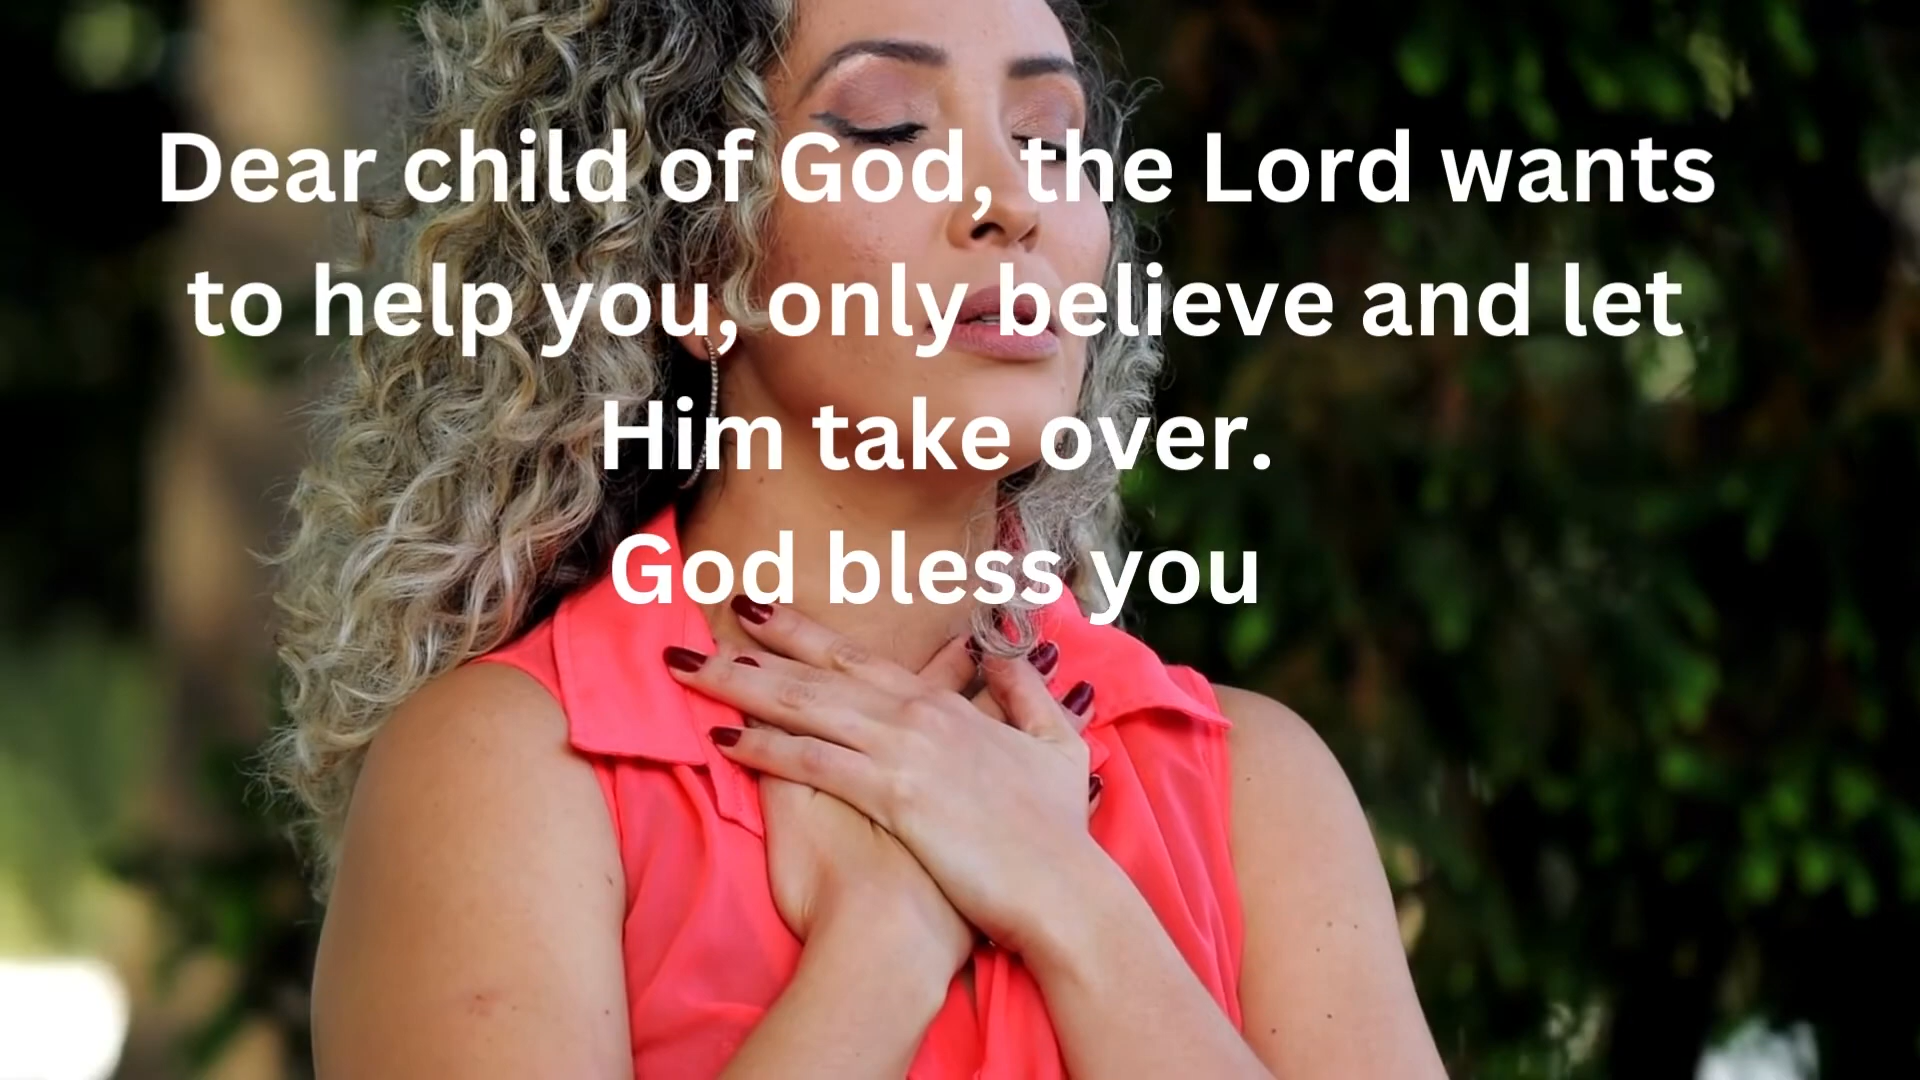 Dear child of God, the Lord wants
to help you, only believe and let
Him take over.
God bless you